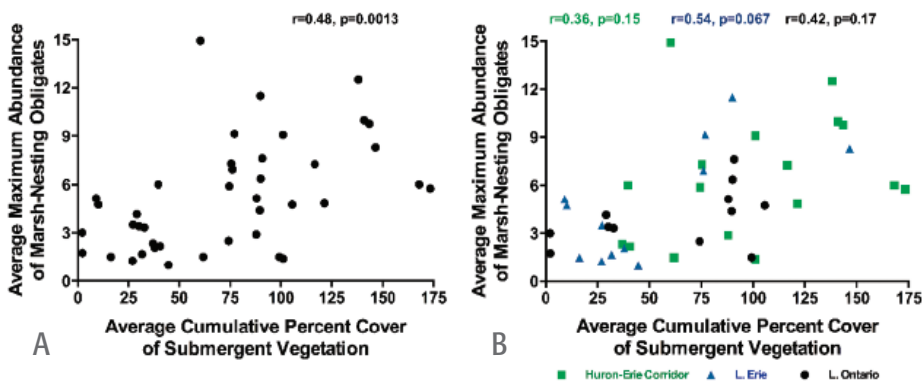 r=0.48, p=0.0013
15
12
9
6
3
0
Average Maximum Abundance
of Marsh-Nesting Obligates
0 25 50 75 100 125 150 175
Average Cumulative Percent Cover
of Submergent Vegetation
A
r=0.36, p=0.15 r=0.54, p=0.067 r=0.42, p=0.17
15
12
9
6
3
0
Average Maximum Abundance
of Marsh-Nesting Obligates
0 25 50 75 100 125 150 175
Average Cumulative Percent Cover
of Submergent Vegetation
B
Huron-Erie Corridor L. Erie L. Ontario